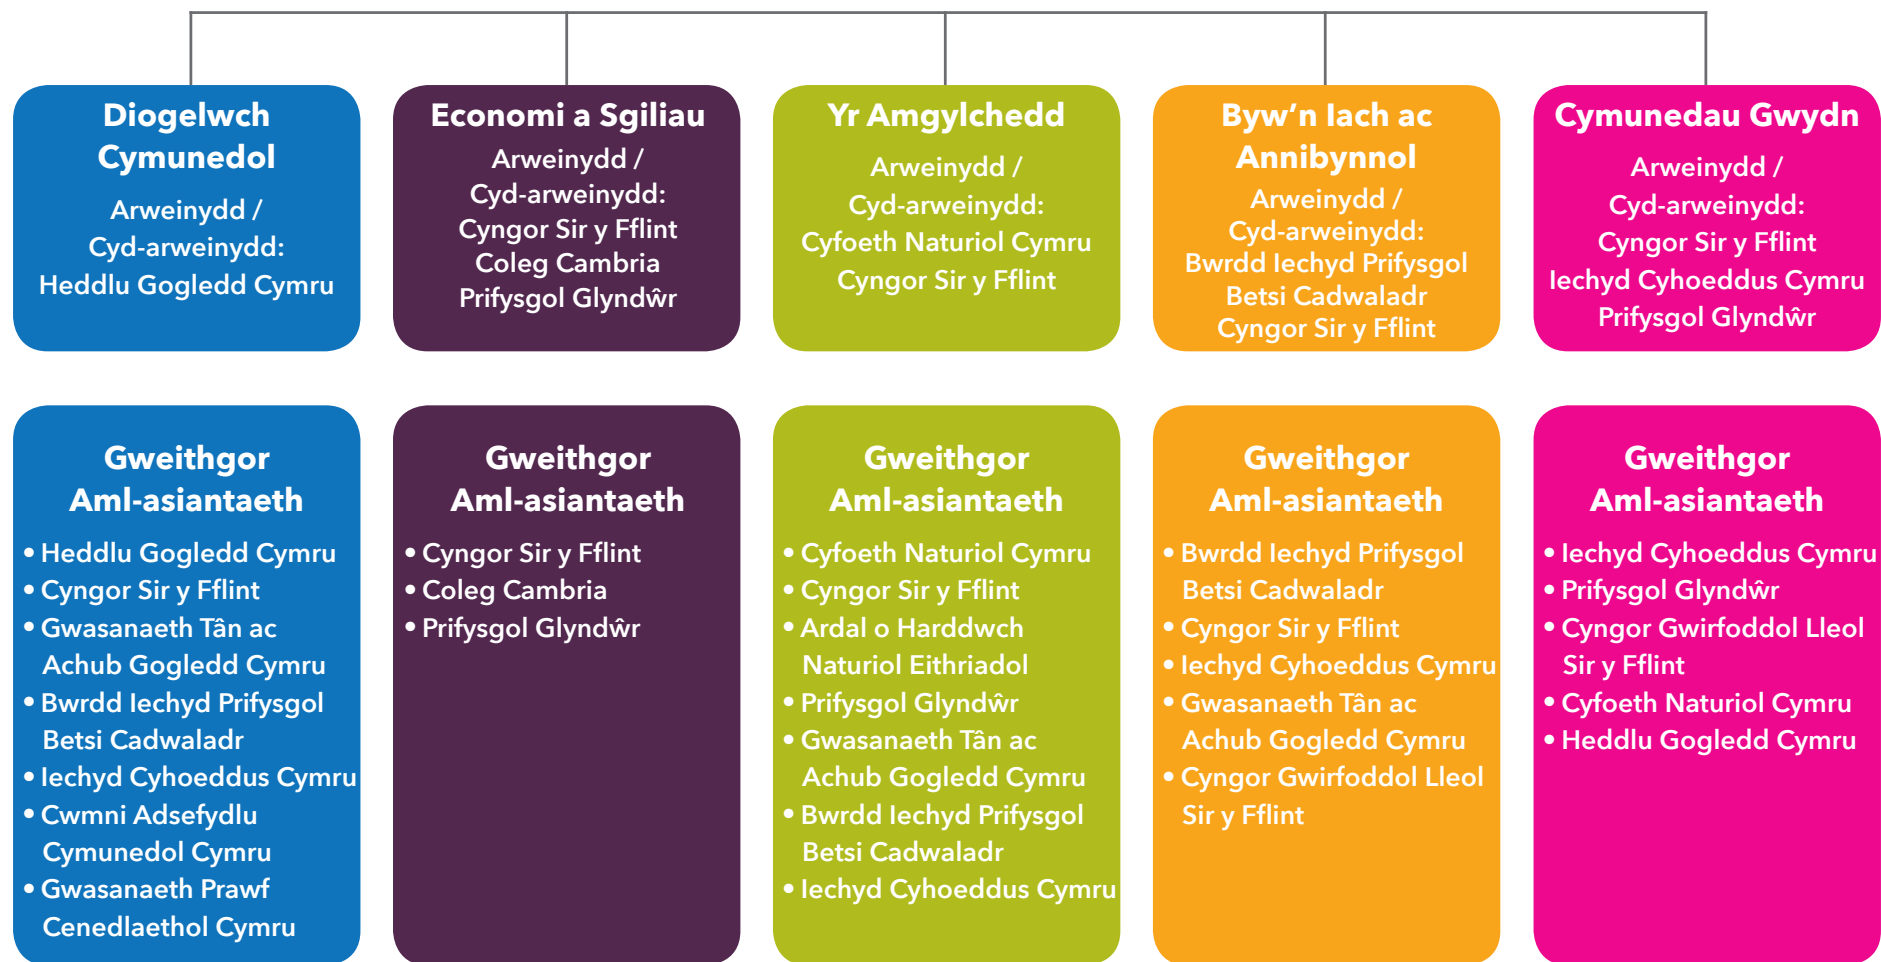 Diogelwch
Cymunedol
Arweinydd /
Cyd-arweinydd:
Heddlu Gogledd Cymru
Economi a Sgiliau
Arweinydd /
Cyd-arweinydd:
Cyngor Sir y Fflint
Coleg Cambria
Prifysgol Glyndŵr
Yr Amgylchedd
Arweinydd /
Cyd-arweinydd:
Cyfoeth Naturiol Cymru
Cyngor Sir y Fflint
Byw'n Iach ac
Annibynnol
Arweinydd /
Cyd-arweinydd:
Bwrdd Iechyd Prifysgol
Betsi Cadwaladr
Cyngor Sir y Fflint
Cymunedau Gwydn
Arweinydd /
Cyd-arweinydd:
Cyngor Sir y Fflint
Iechyd Cyhoeddus Cymru
Prifysgol Glyndŵr
Gweithgor
Aml-asiantaeth
• Heddlu Gogledd Cymru
• Cyngor Sir y Fflint
• Gwasanaeth Tân ac
Achub Gogledd Cymru
• Bwrdd Iechyd Prifysgol
Betsi Cadwaladr
• Iechyd Cyhoeddus Cymru
• Cwmni Adsefydlu
Cymunedol Cymru
• Gwasanaeth Prawf
Cenedlaethol Cymru
Gweithgor
Aml-asiantaeth
• Cyngor Sir y Fflint
• Coleg Cambria
• Prifysgol Glyndŵr
Gweithgor
Aml-asiantaeth
• Cyfoeth Naturiol Cymru
• Cyngor Sir y Fflint
• Ardal o Harddwch
Naturiol Eithriadol
• Prifysgol Glyndŵr
• Gwasanaeth Tân ac
Achub Gogledd Cymru
• Bwrdd Iechyd Prifysgol
Betsi Cadwaladr
• Iechyd Cyhoeddus Cymru
Gweithgor
Aml-asiantaeth
• Bwrdd Iechyd Prifysgol
Betsi Cadwaladr
• Cyngor Sir y Fflint
• Iechyd Cyhoeddus Cymru
• Gwasanaeth Tân ac
Achub Gogledd Cymru
• Cyngor Gwirfoddol Lleol
Sir y Fflint
Gweithgor
Aml-asiantaeth
• Iechyd Cyhoeddus Cymru
• Prifysgol Glyndŵr
• Cyngor Gwirfoddol Lleol
Sir y Fflint
• Cyfoeth Naturiol Cymru
• Heddlu Gogledd Cymru